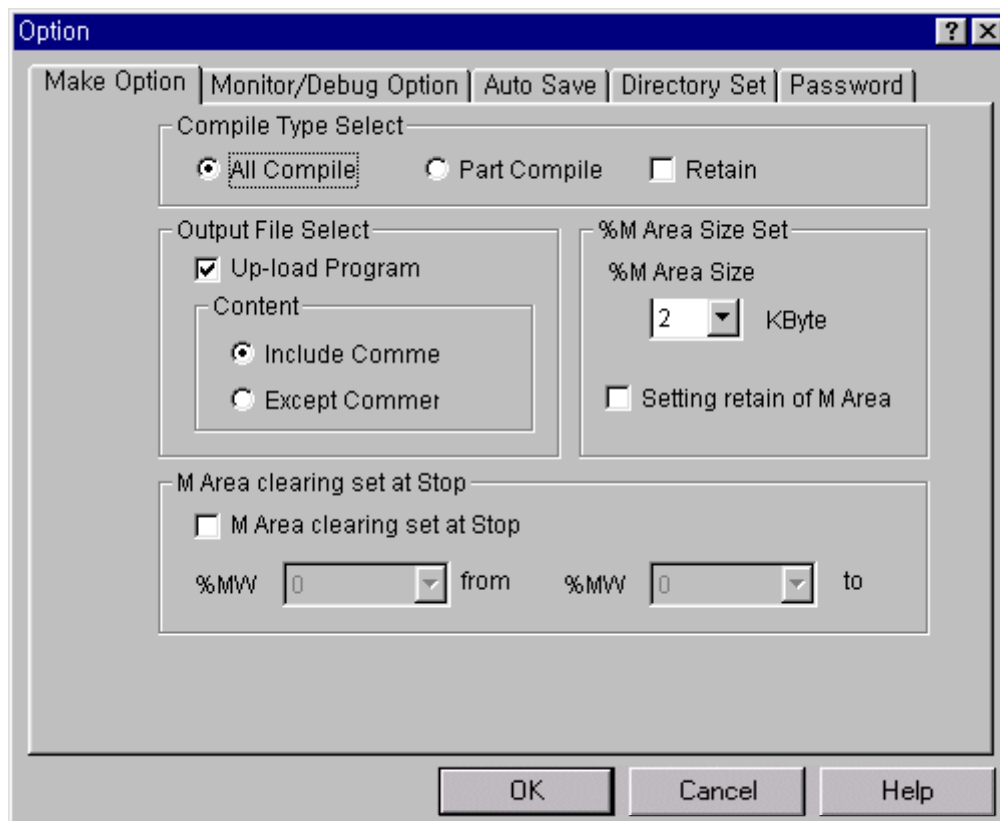 Option
Make Option Monitor/Debug Option Auto Save Directory Set Password
Compile Type Select
All Compile Part Compile Retain
Output File Select
Up-load Program
Content
Include Comme
Except Commer
%M Area Size Set
%M Area Size
2 KByte
Setting retain of M Area
M Area clearing set at Stop
M Area clearing set at Stop
%MW 0 from %MW 0 to
OK Cancel Help